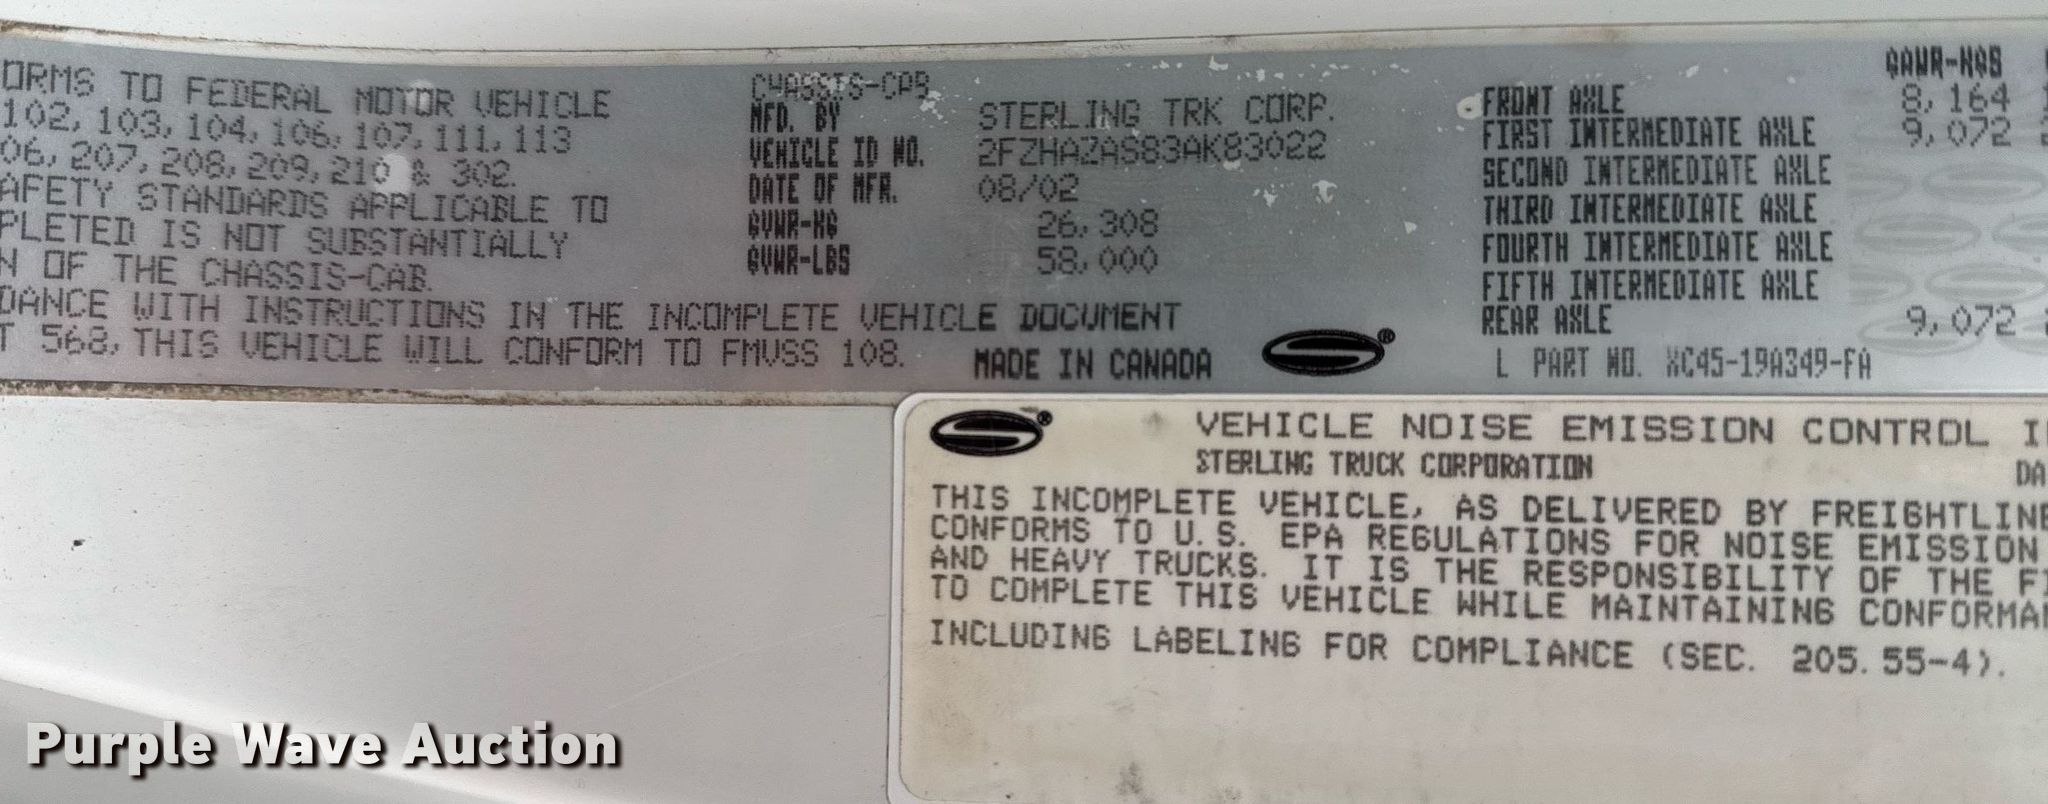 ORMS TO FEDERAL MOTOR VEHICLE
102, 103, 104, 106, 107, 111, 113
06, 207, 208, 209, 210 & 302.
AFETY STANDARDS APPLICABLE TO
PLETED IS NOT SUBSTANTIALLY
N OF THE CHASSIS-CAB.
DANCE WITH INSTRUCTIONS IN THE INCOMPLETE VEHICLE DOCUMENT
T 568, THIS VEHICLE WILL CONFORM TO FMVSS 108.
CHASSIS-CAB
MFD. BY STERLING TRK CORP.
VEHICLE ID NO. 2FZHAZAS83AK83022
DATE OF MFR. 08/02
GVWR-KG 26,308
GVWR-LBS 58,000
MADE IN CANADA
GAWR-KGS
FRONT AXLE 8,164
FIRST INTERMEDIATE AXLE 9,072
SECOND INTERMEDIATE AXLE
THIRD INTERMEDIATE AXLE
FOURTH INTERMEDIATE AXLE
FIFTH INTERMEDIATE AXLE
REAR AXLE 9,072
L PART NO. XC45-19A349-FA
VEHICLE NOISE EMISSION CONTROL I
STERLING TRUCK CORPORATION DA
THIS INCOMPLETE VEHICLE, AS DELIVERED BY FREIGHTLINE
CONFORMS TO U.S. EPA REGULATIONS FOR NOISE EMISSION
AND HEAVY TRUCKS. IT IS THE RESPONSIBILITY OF THE FI
TO COMPLETE THIS VEHICLE WHILE MAINTAINING CONFORMA
INCLUDING LABELING FOR COMPLIANCE (SEC. 205.55-4).
Purple Wave Auction